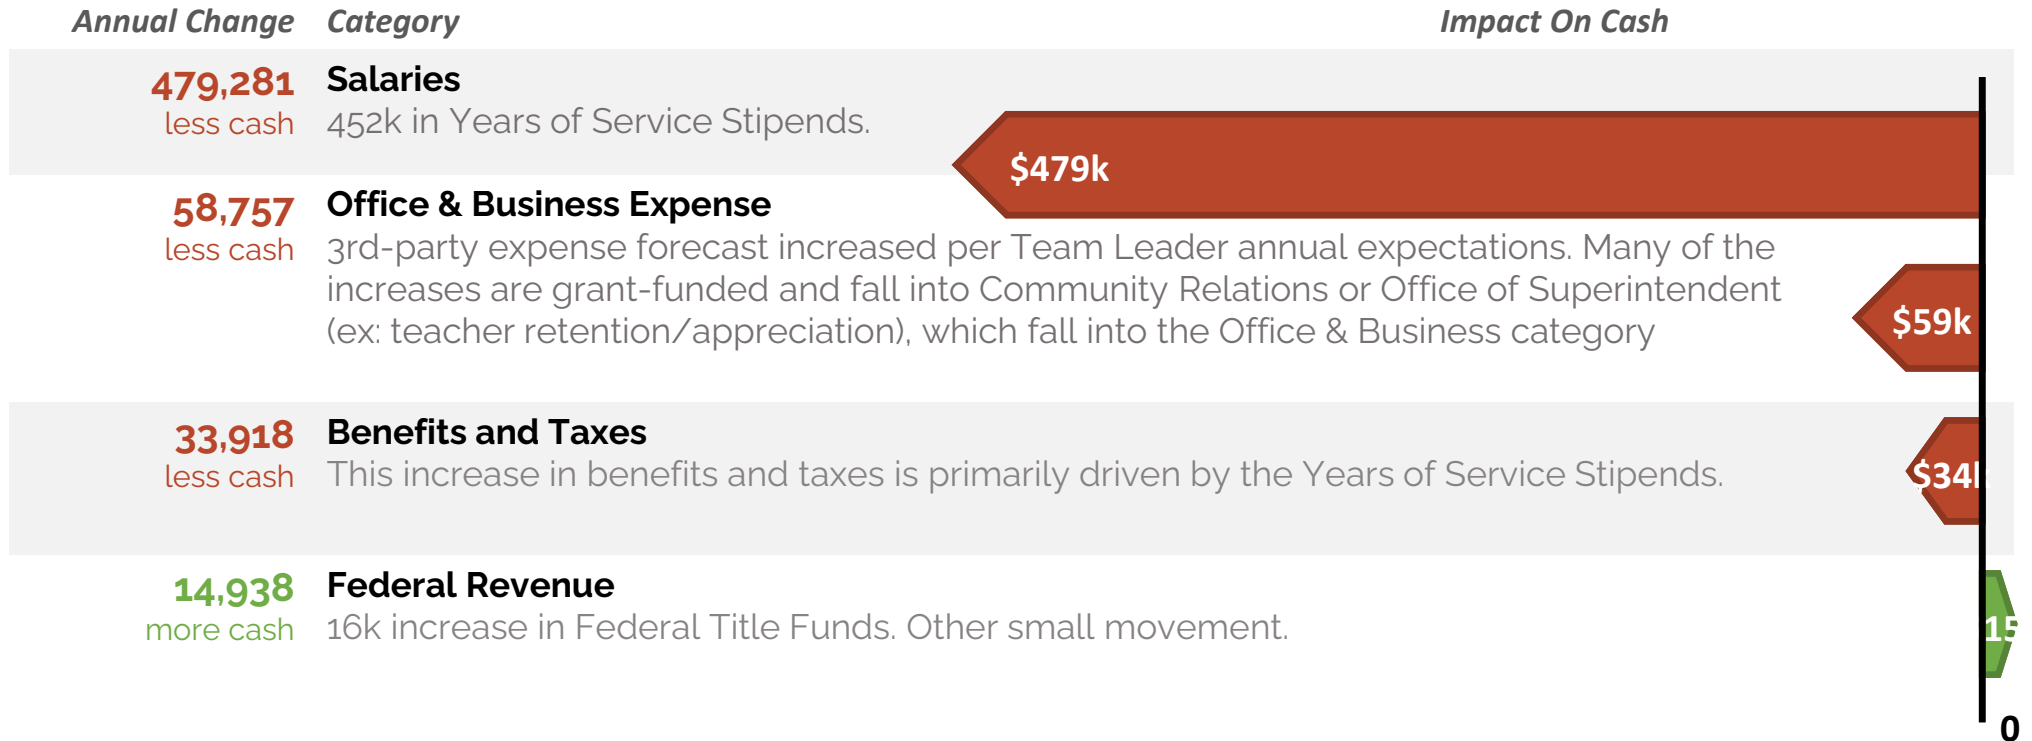 Annual Change Category Impact On Cash
479,281 Salaries
less cash 452k in Years of Service Stipends.
$479k
58,757 Office & Business Expense
less cash 3rd-party expense forecast increased per Team Leader annual expectations. Many of the
increases are grant-funded and fall into Community Relations or Office of Superintendent
(ex: teacher retention/appreciation), which fall into the Office & Business category
$59k
33,918 Benefits and Taxes
less cash This increase in benefits and taxes is primarily driven by the Years of Service Stipends.
$34k
14,938 Federal Revenue
more cash 16k increase in Federal Title Funds. Other small movement.
15
0